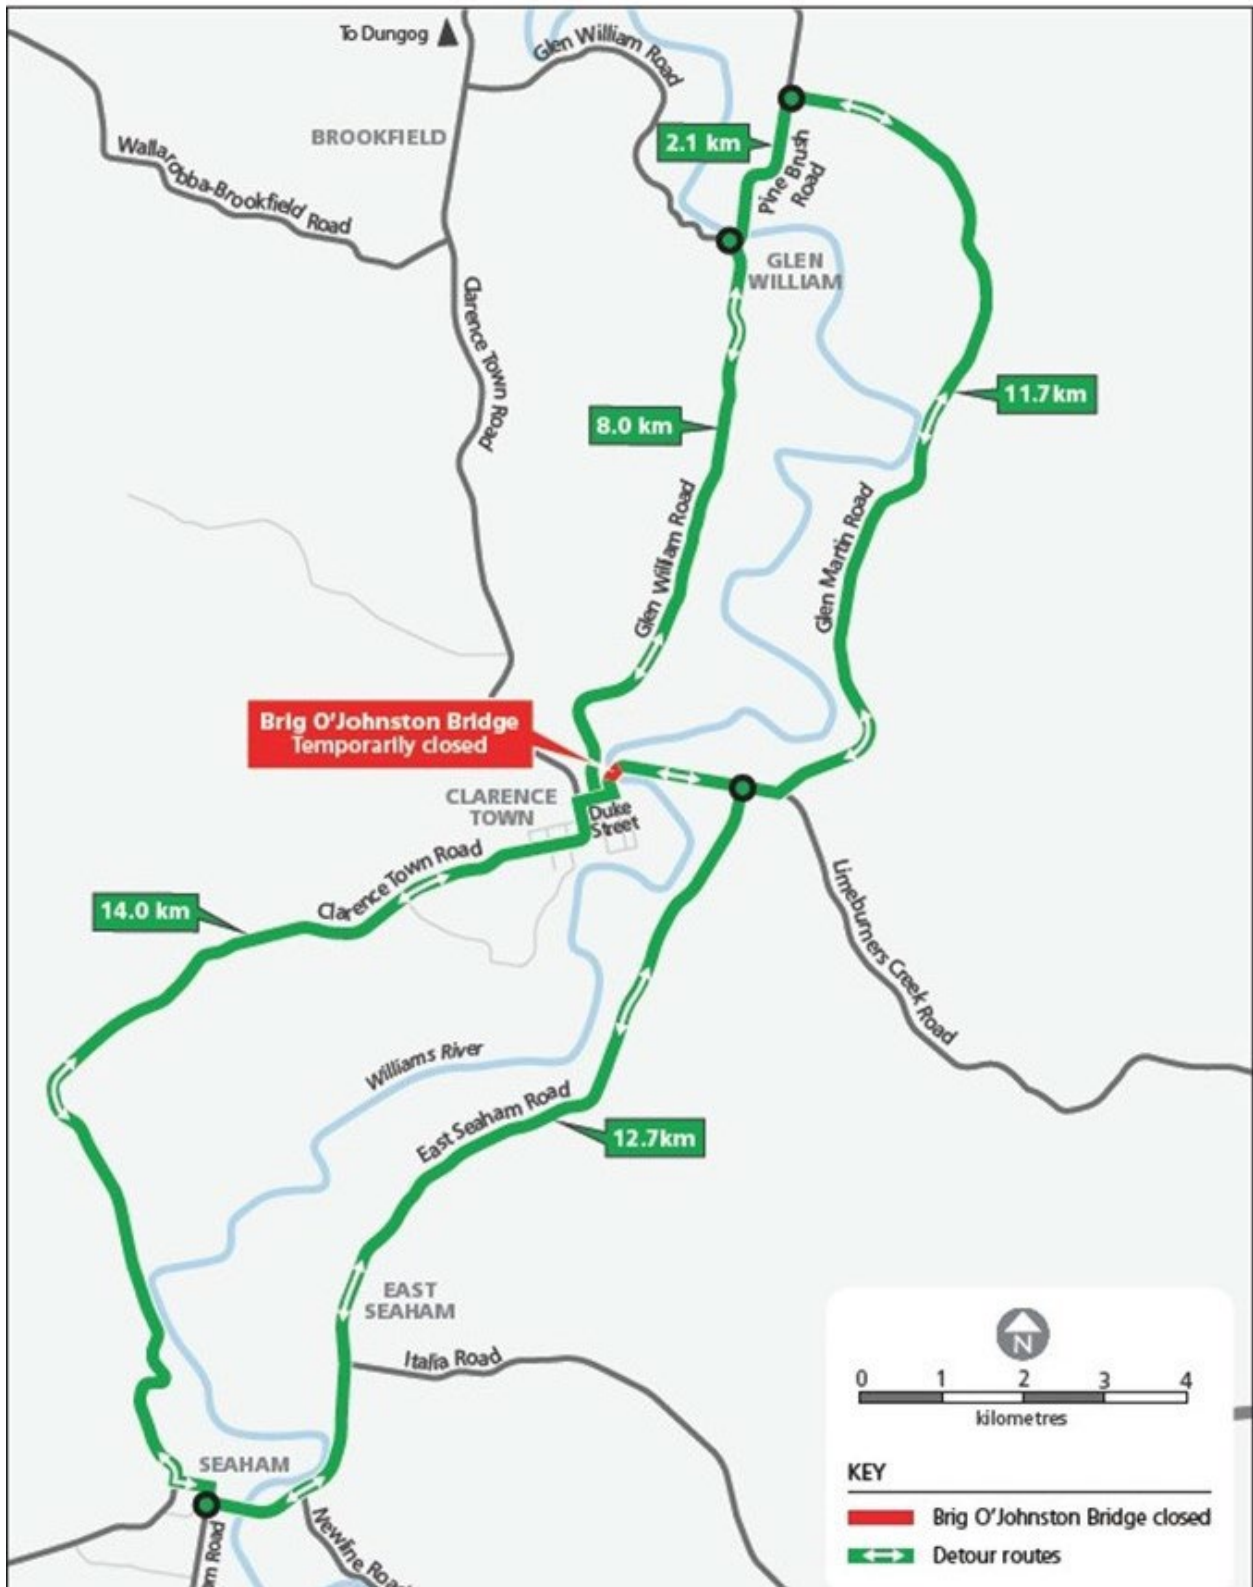 To Dungog
Glen William Road
BROOKFIELD
2.1 km
Wallarobba-Brookfield Road
Pine Brush
Road
GLEN
WILLIAM
Clarence Town Road
11.7km
8.0 km
Glen William Road
Glen Martin Road
Brig O'Johnston Bridge
Temporarily closed
CLARENCE
TOWN
Duke
Street
Clarence Town Road
14.0 km
Limeburners Creek Road
Williams River
East Seaham Road
12.7km
EAST
SEAHAM
Italia Road
N
0 1 2 3 4
kilometres
SEAHAM
KEY
Newline Road
Road
Brig O'Johnston Bridge closed
Detour routes